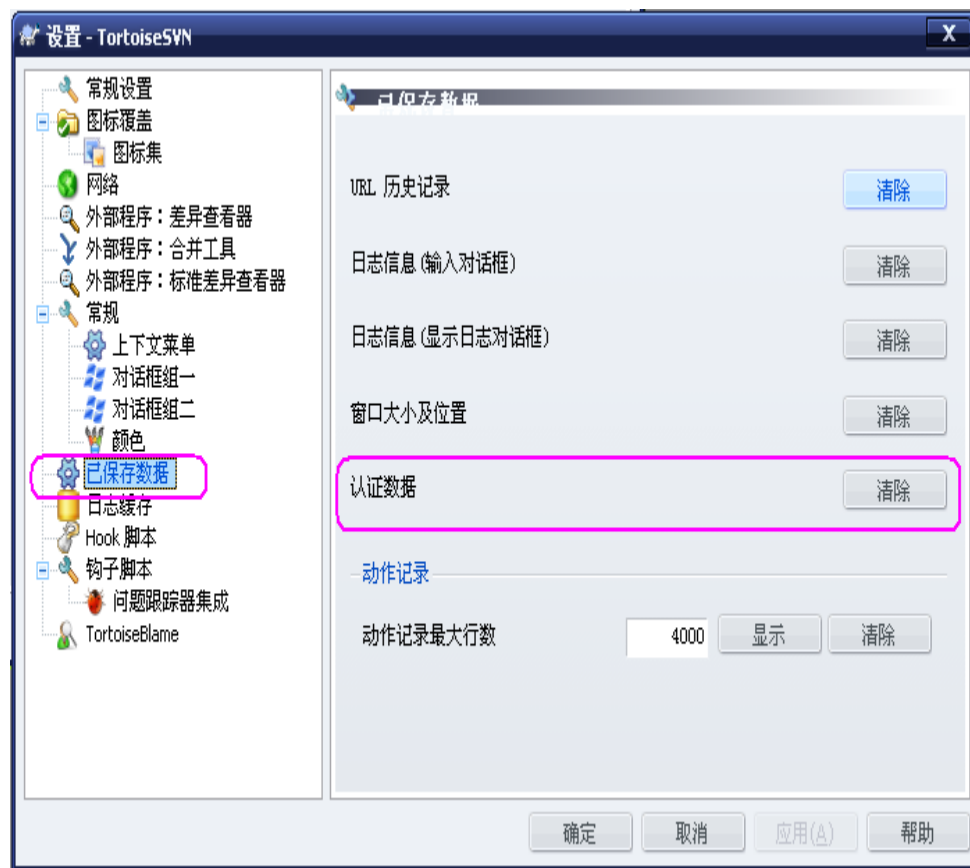 设置 - TortoiseSVN
X
常规设置
图标覆盖
图标集
网络
外部程序：差异查看器
外部程序：合并工具
外部程序：标准差异查看器
常规
上下文菜单
对话框组一
对话框组二
颜色
已保存数据
日志缓存
Hook 脚本
钩子脚本
问题跟踪器集成
TortoiseBlame
已保存数据
URL 历史记录 清除
日志信息(输入对话框) 清除
日志信息(显示日志对话框) 清除
窗口大小及位置 清除
认证数据 清除
动作记录
动作记录最大行数 4000 显示 清除
确定 取消 应用(A) 帮助